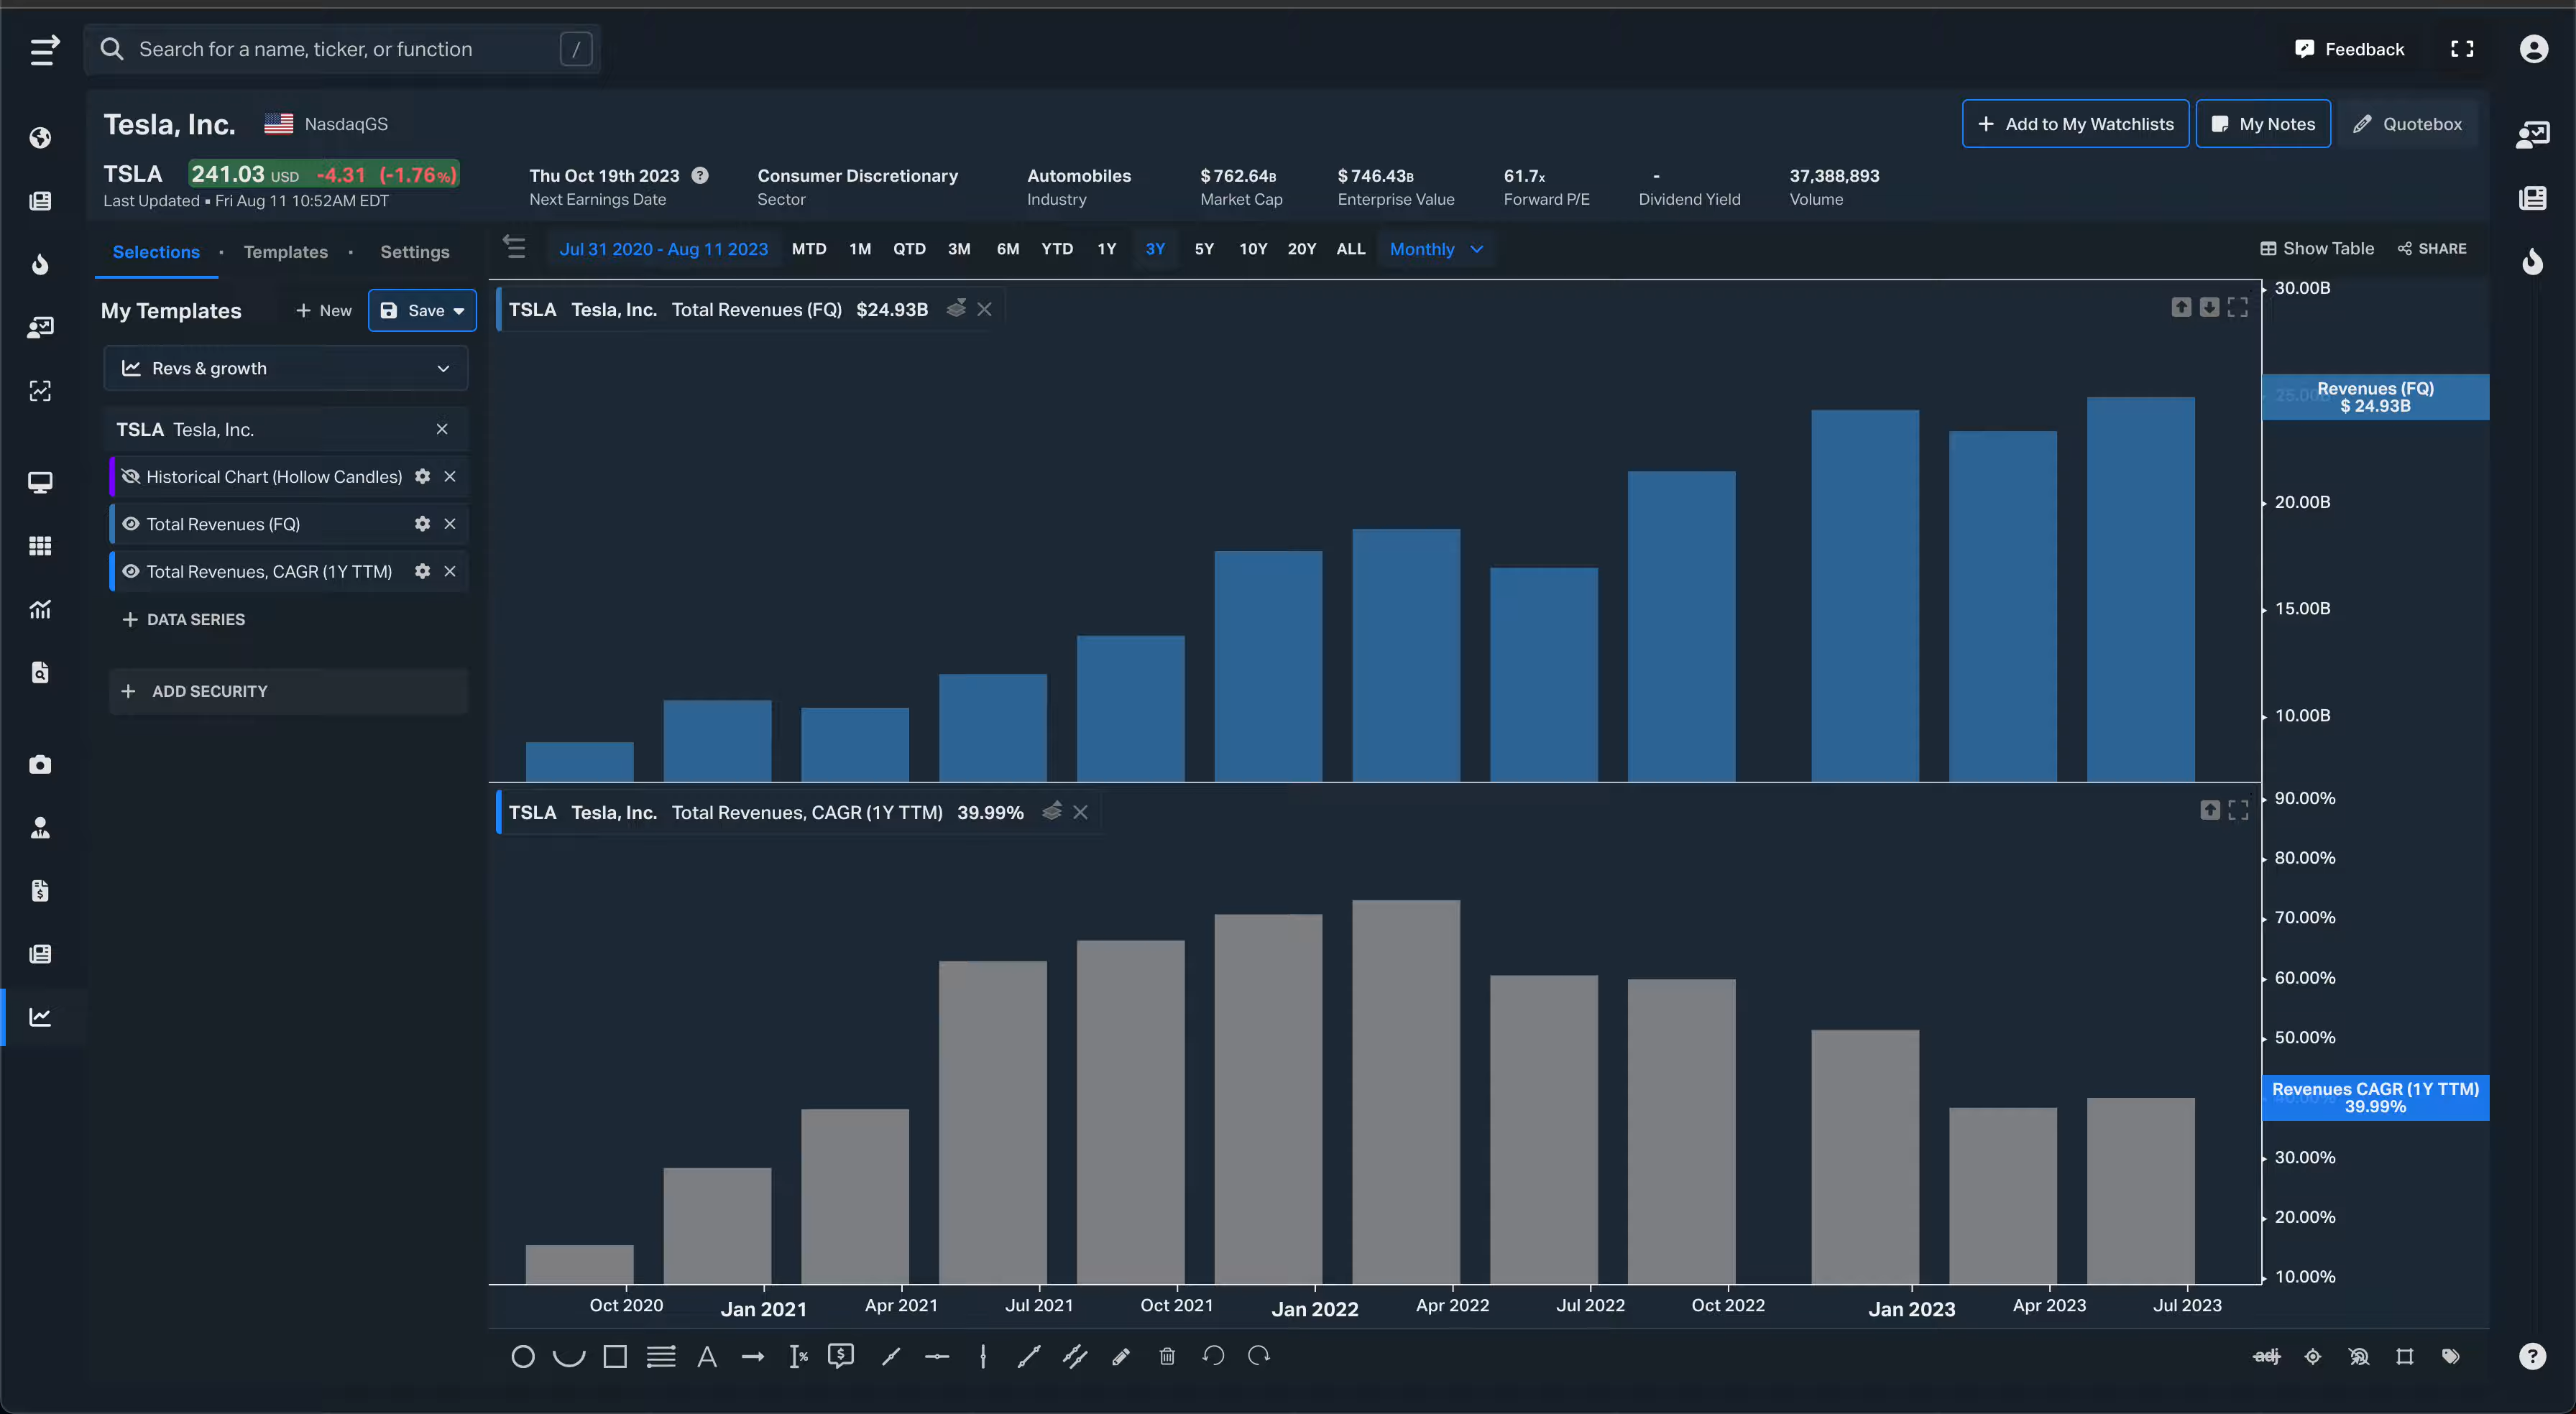 Search for a name, ticker, or function
/
Feedback
Tesla, Inc.
NasdaqGS
+ Add to My Watchlists
My Notes
Quotebox
TSLA 241.03 USD -4.31 (-1.76%)
Last Updated ▪ Fri Aug 11 10:52AM EDT
Thu Oct 19th 2023 ?
Next Earnings Date
Consumer Discretionary
Sector
Automobiles
Industry
$762.64B
Market Cap
$746.43B
Enterprise Value
61.7x
Forward P/E
-
Dividend Yield
37,388,893
Volume
Selections · Templates · Settings
Jul 31 2020 - Aug 11 2023 MTD 1M QTD 3M 6M YTD 1Y 3Y 5Y 10Y 20Y ALL Monthly
Show Table SHARE
My Templates + New Save
Revs & growth
TSLA Tesla, Inc.
Historical Chart (Hollow Candles)
Total Revenues (FQ)
Total Revenues, CAGR (1Y TTM)
+ DATA SERIES
+ ADD SECURITY
TSLA Tesla, Inc. Total Revenues (FQ) $24.93B
30.00B
25.00B
Revenues (FQ)
$ 24.93B
20.00B
15.00B
10.00B
TSLA Tesla, Inc. Total Revenues, CAGR (1Y TTM) 39.99%
90.00%
80.00%
70.00%
60.00%
50.00%
Revenues CAGR (1Y TTM)
40.00%
39.99%
30.00%
20.00%
10.00%
Oct 2020 Jan 2021 Apr 2021 Jul 2021 Oct 2021 Jan 2022 Apr 2022 Jul 2022 Oct 2022 Jan 2023 Apr 2023 Jul 2023
A
%
$
adj
?